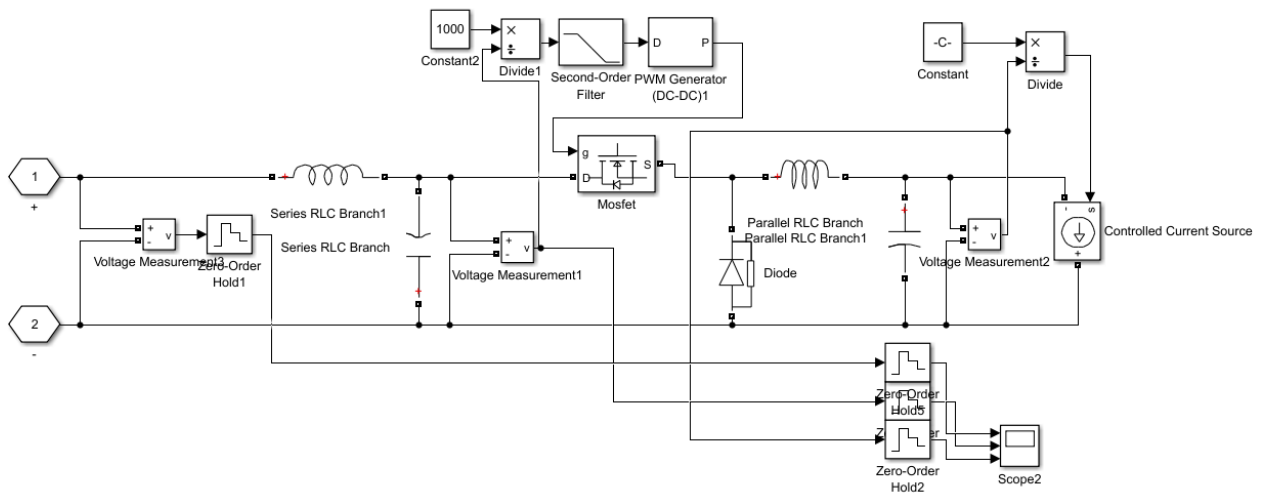 1000
Constant2
×
÷
Divide1
Second-Order
Filter
D
P
PWM Generator
(DC-DC)1
-C-
Constant
×
÷
Divide
1
+
+
-
v
Voltage Measurement3
Zero-Order
Hold1
+
Series RLC Branch1
Series RLC Branch
+
+
-
v
Voltage Measurement1
g
D
S
Mosfet
Diode
+
Parallel RLC Branch
Parallel RLC Branch1
+
+
-
v
Voltage Measurement2
-
s
+
Controlled Current Source
2
-
Zero-Order
Hold3
Zero-Order
Hold2
Scope2